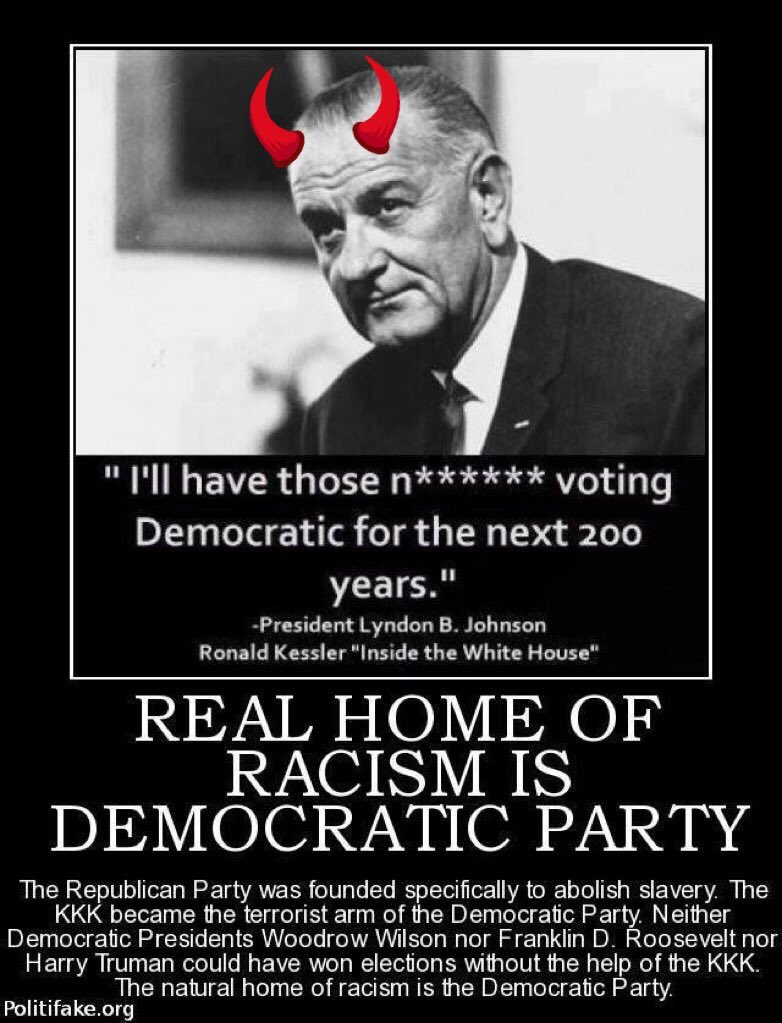 " I'll have those n****** voting
Democratic for the next 200
years."
-President Lyndon B. Johnson
Ronald Kessler "Inside the White House"
REAL HOME OF
RACISM IS
DEMOCRATIC PARTY
The Republican Party was founded specifically to abolish slavery. The
KKK became the terrorist arm of the Democratic Party. Neither
Democratic Presidents Woodrow Wilson nor Franklin D. Roosevelt nor
Harry Truman could have won elections without the help of the KKK.
The natural home of racism is the Democratic Party.
Politifake.org